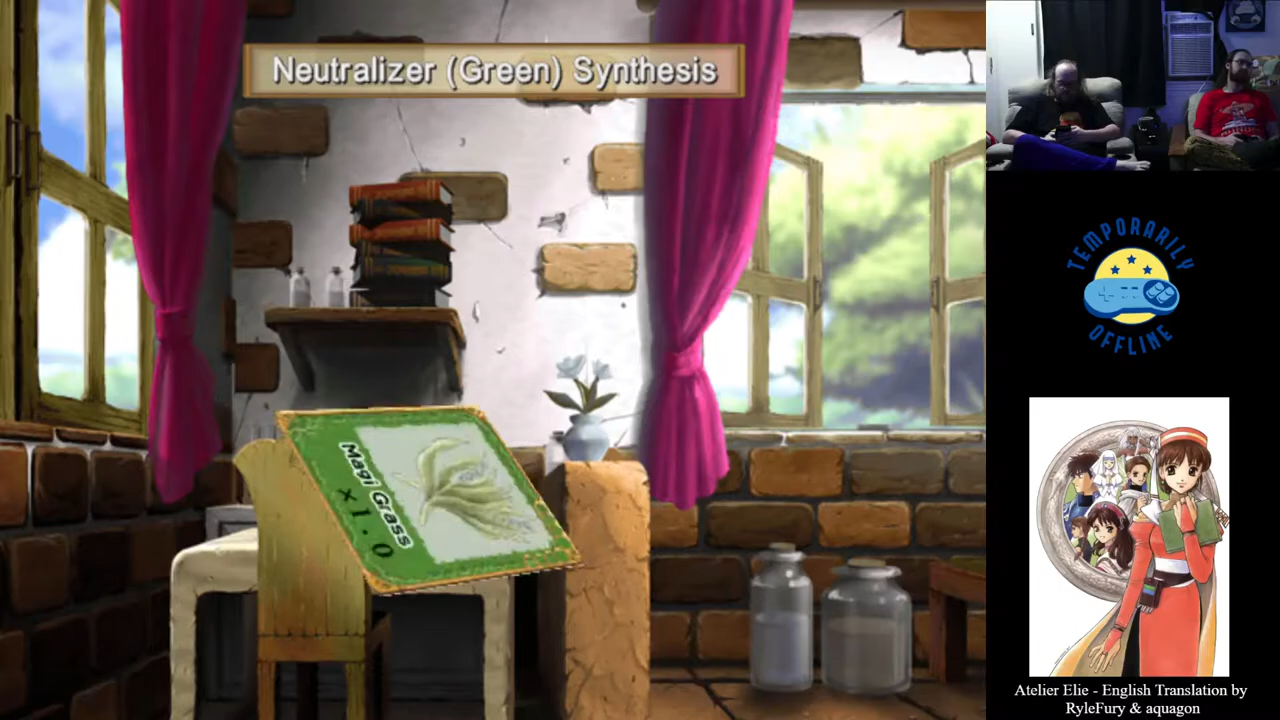 Neutralizer (Green) Synthesis
Magi Grass
×1.0
TEMPORARILY
OFFLINE
Atelier Elie - English Translation by
RyleFury & aquagon